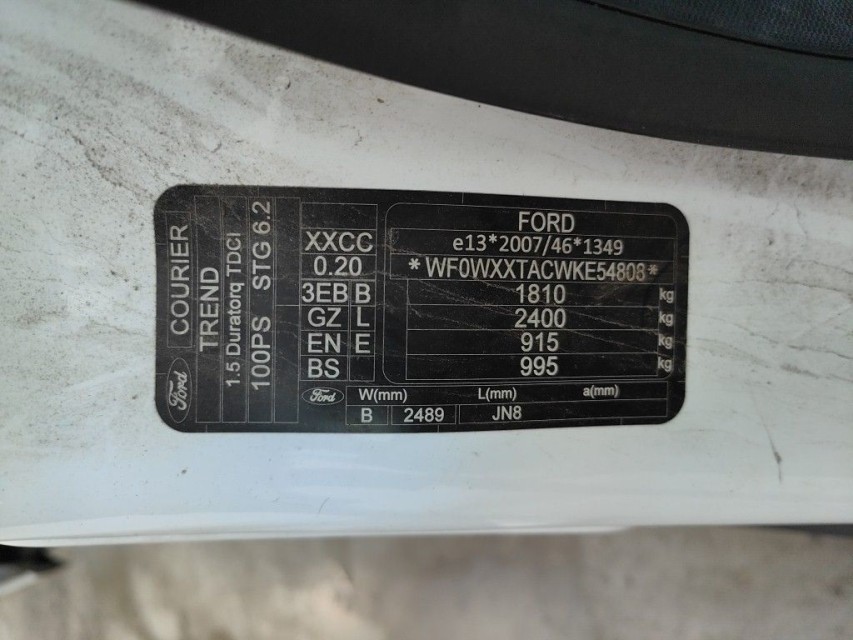 COURIER
TREND
1.5 Duratorq TDCI
100PS STG 6.2
Ford
XXCC
0.20
3EB B
GZ L
EN E
BS
FORD
e13*2007/46*1349
*WF0WXXTACWKE54808*
1810 kg
2400 kg
915 kg
995 kg
Ford W(mm) L(mm) a(mm)
B 2489 JN8